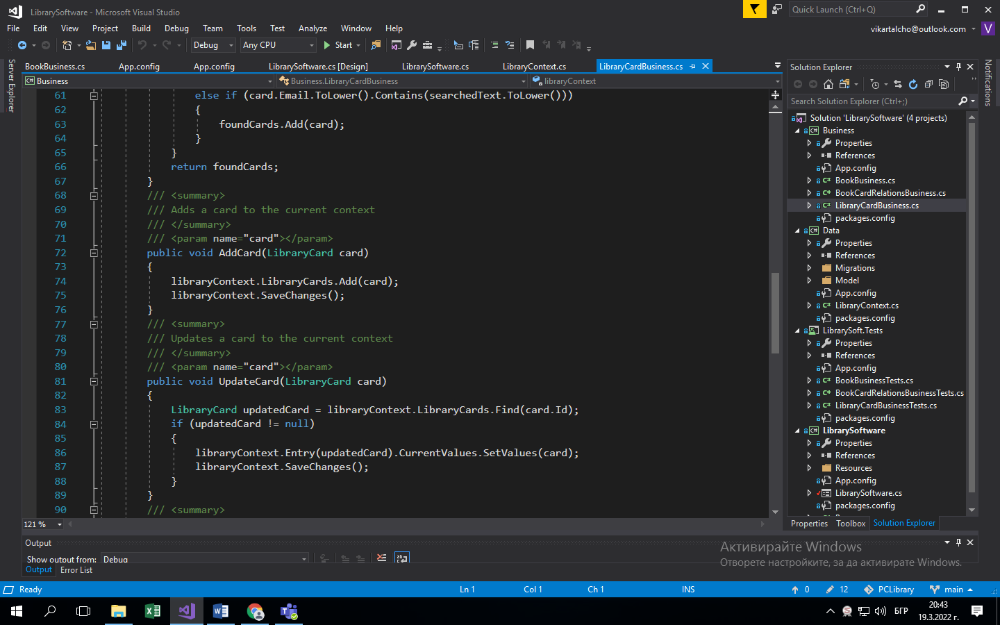 LibrarySoftware - Microsoft Visual Studio
Quick Launch (Ctrl+Q)
File Edit View Project Build Debug Team Tools Test Analyze Window Help
vikartalcho@outlook.com V
Debug Any CPU Start
Server Explorer
BookBusiness.cs App.config App.config LibrarySoftware.cs [Design] LibrarySoftware.cs LibraryContext.cs LibraryCardBusiness.cs
Business Business.LibraryCardBusiness libraryContext
61 else if (card.Email.ToLower().Contains(searchedText.ToLower()))
62 {
63 foundCards.Add(card);
64 }
65 }
66 return foundCards;
67 }
68 /// <summary>
69 /// Adds a card to the current context
70 /// </summary>
71 /// <param name="card"></param>
72 public void AddCard(LibraryCard card)
73 {
74 libraryContext.LibraryCards.Add(card);
75 libraryContext.SaveChanges();
76 }
77 /// <summary>
78 /// Updates a card to the current context
79 /// </summary>
80 /// <param name="card"></param>
81 public void UpdateCard(LibraryCard card)
82 {
83 LibraryCard updatedCard = libraryContext.LibraryCards.Find(card.Id);
84 if (updatedCard != null)
85 {
86 libraryContext.Entry(updatedCard).CurrentValues.SetValues(card);
87 libraryContext.SaveChanges();
88 }
89 }
90 /// <summary>
121 %
Solution Explorer
Search Solution Explorer (Ctrl+;)
Solution 'LibrarySoftware' (4 projects)
C# Business
Properties
References
App.config
C# BookBusiness.cs
C# BookCardRelationsBusiness.cs
C# LibraryCardBusiness.cs
packages.config
C# Data
Properties
References
Migrations
Model
App.config
C# LibraryContext.cs
packages.config
LibrarySoft.Tests
Properties
References
App.config
C# BookBusinessTests.cs
C# BookCardRelationsBusinessTests.cs
C# LibraryCardBusinessTests.cs
packages.config
C# LibrarySoftware
Properties
References
Resources
App.config
LibrarySoftware.cs
packages.config
Properties Toolbox Solution Explorer
Notifications
Output
Show output from: Debug
Output Error List
Активирайте Windows
Отворете настройките, за да активирате Windows.
Ready Ln 1 Col 1 Ch 1 INS 0 12 PCLibrary main
БГР 20:43
19.3.2022 г.